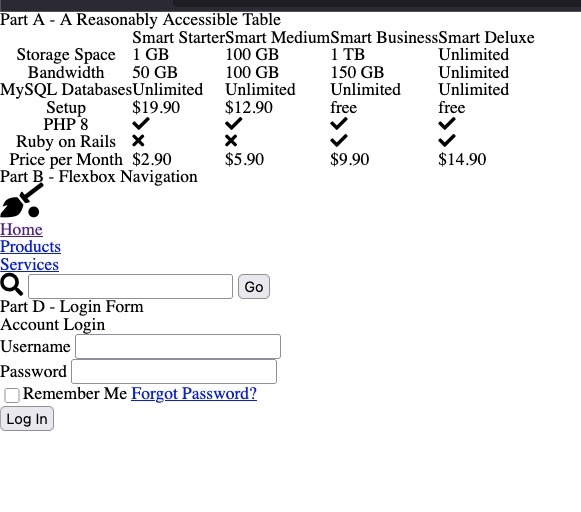 Part A - A Reasonably Accessible Table
Smart Starter Smart Medium Smart Business Smart Deluxe
Storage Space 1 GB 100 GB 1 TB Unlimited
Bandwidth 50 GB 100 GB 150 GB Unlimited
MySQL Databases Unlimited Unlimited Unlimited Unlimited
Setup $19.90 $12.90 free free
PHP 8
Ruby on Rails
Price per Month $2.90 $5.90 $9.90 $14.90
Part B - Flexbox Navigation
Home
Products
Services
Go
Part D - Login Form
Account Login
Username
Password
Remember Me Forgot Password?
Log In